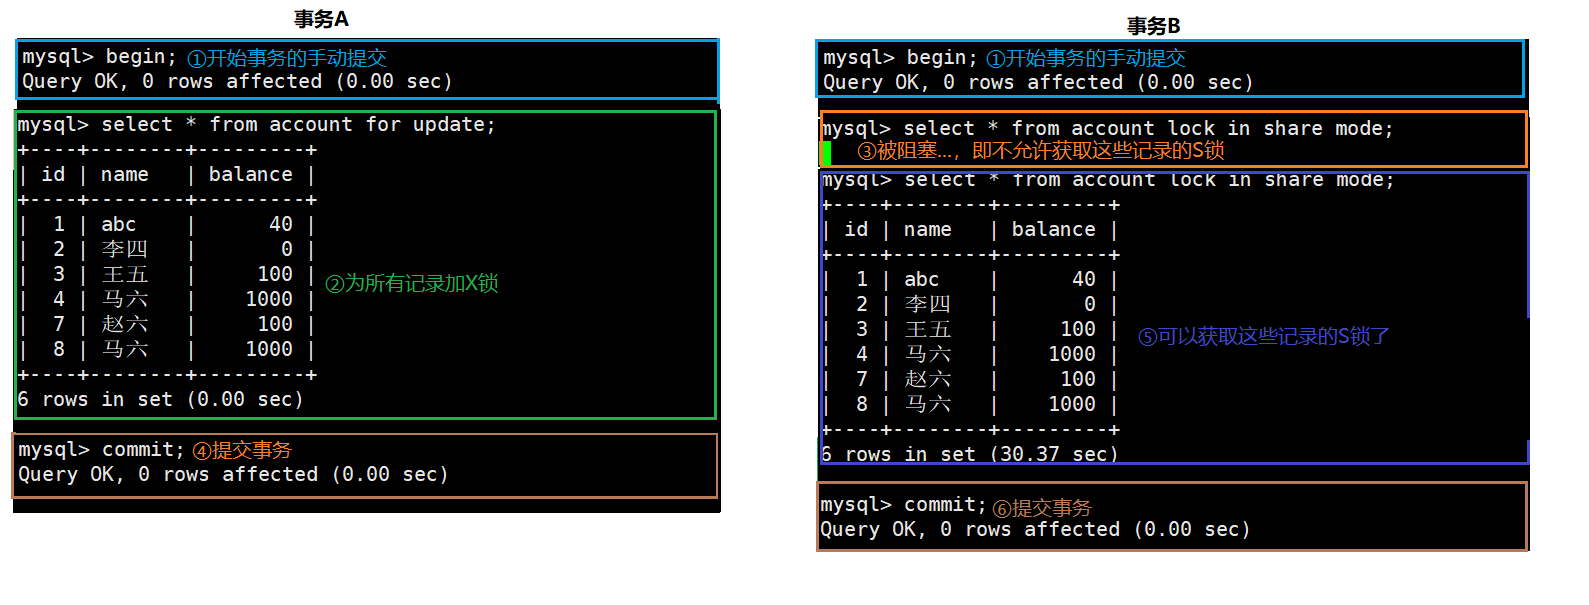 事务A
mysql> begin; ①开始事务的手动提交
Query OK, 0 rows affected (0.00 sec)
mysql> select * from account for update;
+----+--------+---------+
| id | name   | balance |
+----+--------+---------+
|  1 | abc    |      40 |
|  2 | 李四   |       0 |
|  3 | 王五   |     100 |
|  4 | 马六   |    1000 |
|  7 | 赵六   |     100 |
|  8 | 马六   |    1000 |
+----+--------+---------+
②为所有记录加X锁
6 rows in set (0.00 sec)
mysql> commit; ④提交事务
Query OK, 0 rows affected (0.00 sec)
事务B
mysql> begin; ①开始事务的手动提交
Query OK, 0 rows affected (0.00 sec)
mysql> select * from account lock in share mode;
③被阻塞...，即不允许获取这些记录的S锁
mysql> select * from account lock in share mode;
+----+--------+---------+
| id | name   | balance |
+----+--------+---------+
|  1 | abc    |      40 |
|  2 | 李四   |       0 |
|  3 | 王五   |     100 |
|  4 | 马六   |    1000 |
|  7 | 赵六   |     100 |
|  8 | 马六   |    1000 |
+----+--------+---------+
⑤可以获取这些记录的S锁了
6 rows in set (30.37 sec)
mysql> commit; ⑥提交事务
Query OK, 0 rows affected (0.00 sec)